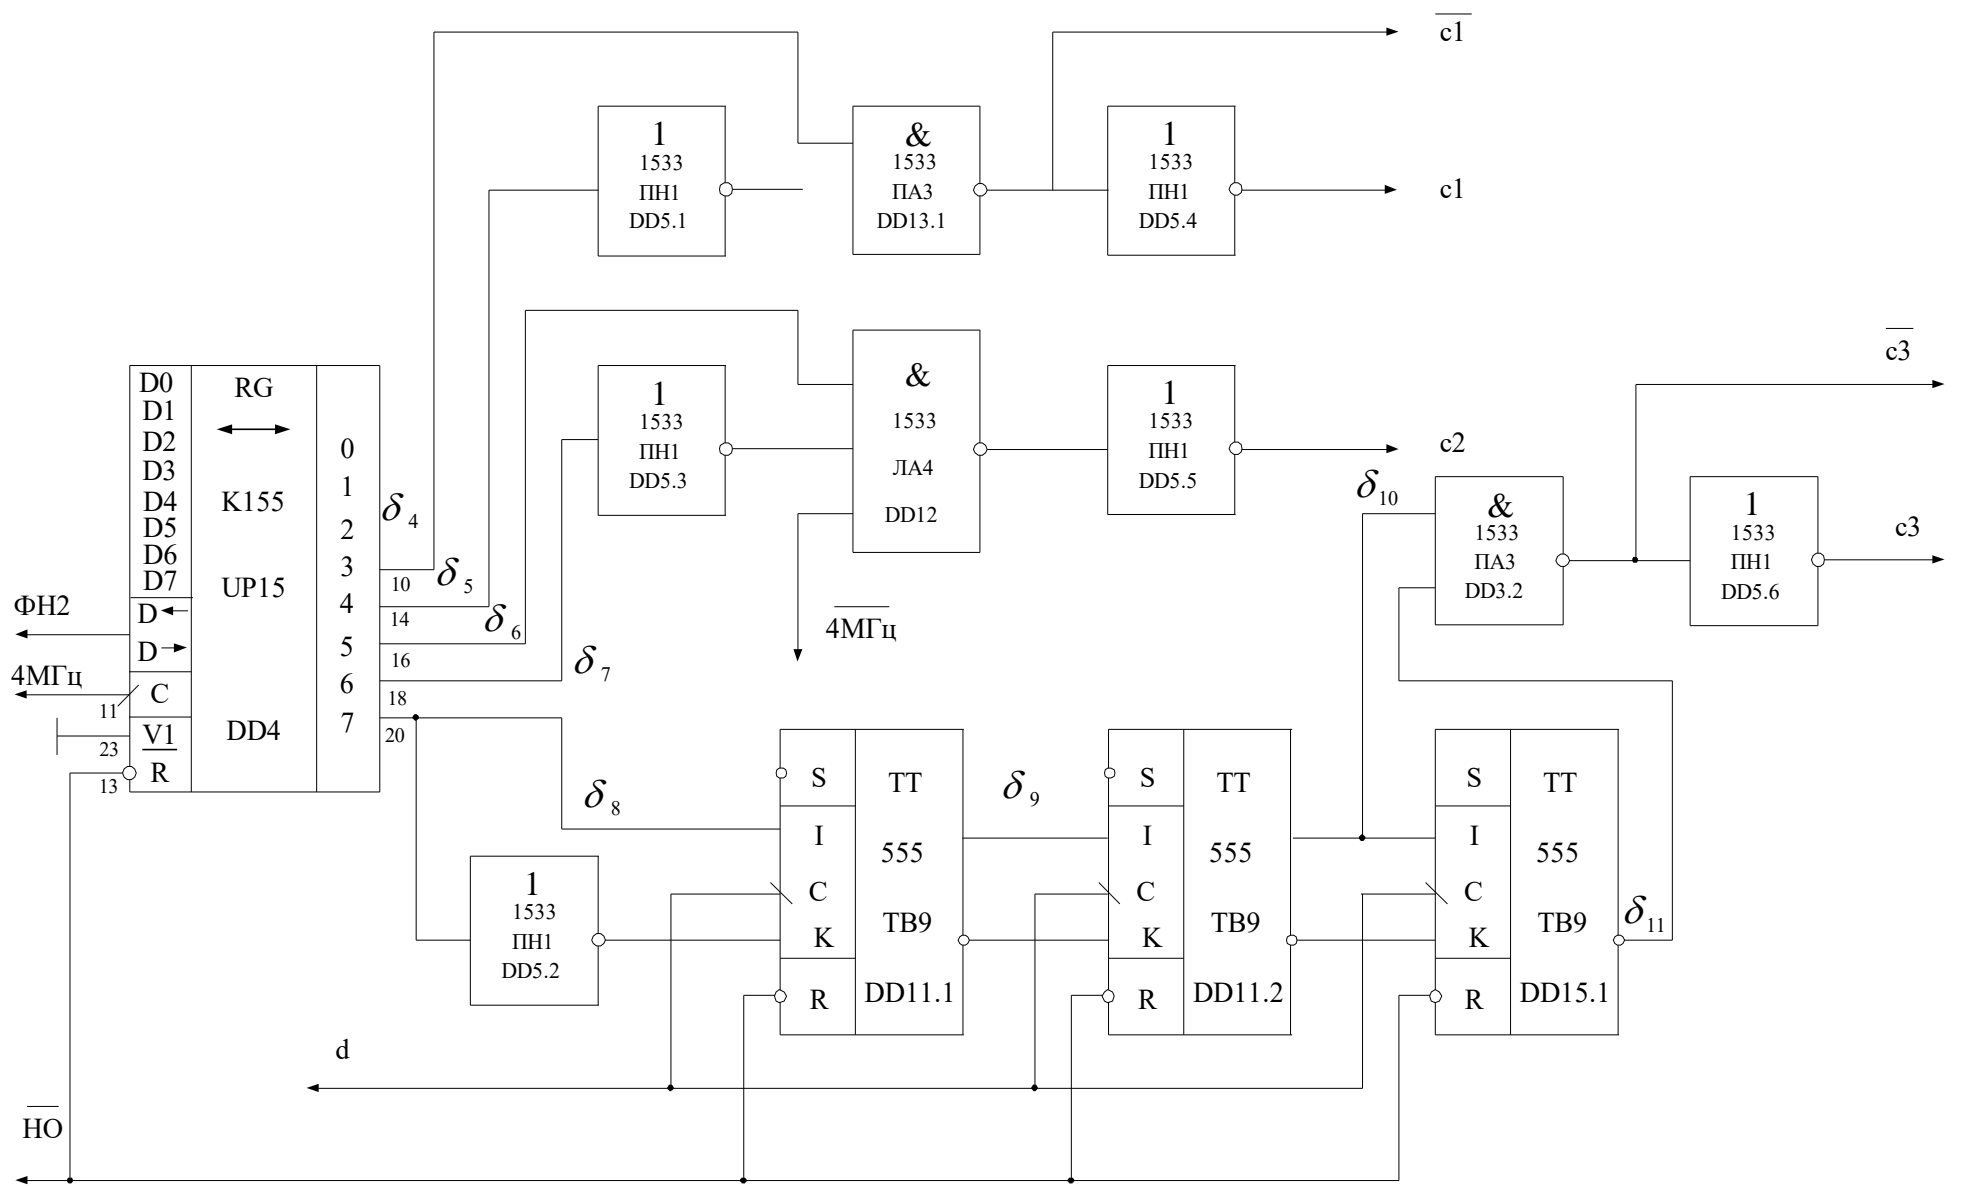 c1
1
1533
ПН1
DD5.1
&
1533
ПА3
DD13.1
1
1533
ПН1
DD5.4
c1
D0
D1
D2
D3
D4
D5
D6
D7
D
D
C
V1
R
RG
К155
UP15
DD4
0
1
2
3
4
5
6
7
ФН2
4МГц
11
23
13
10
14
16
18
20
δ4
δ5
δ6
δ7
δ8
1
1533
ПН1
DD5.3
&
1533
ЛА4
DD12
4МГц
1
1533
ПН1
DD5.5
c2
δ10
&
1533
ПА3
DD3.2
c3
1
1533
ПН1
DD5.6
c3
1
1533
ПН1
DD5.2
S
I
C
K
R
TT
555
ТВ9
DD11.1
δ9
S
I
C
K
R
TT
555
ТВ9
DD11.2
S
I
C
K
R
TT
555
ТВ9
DD15.1
δ11
d
НО